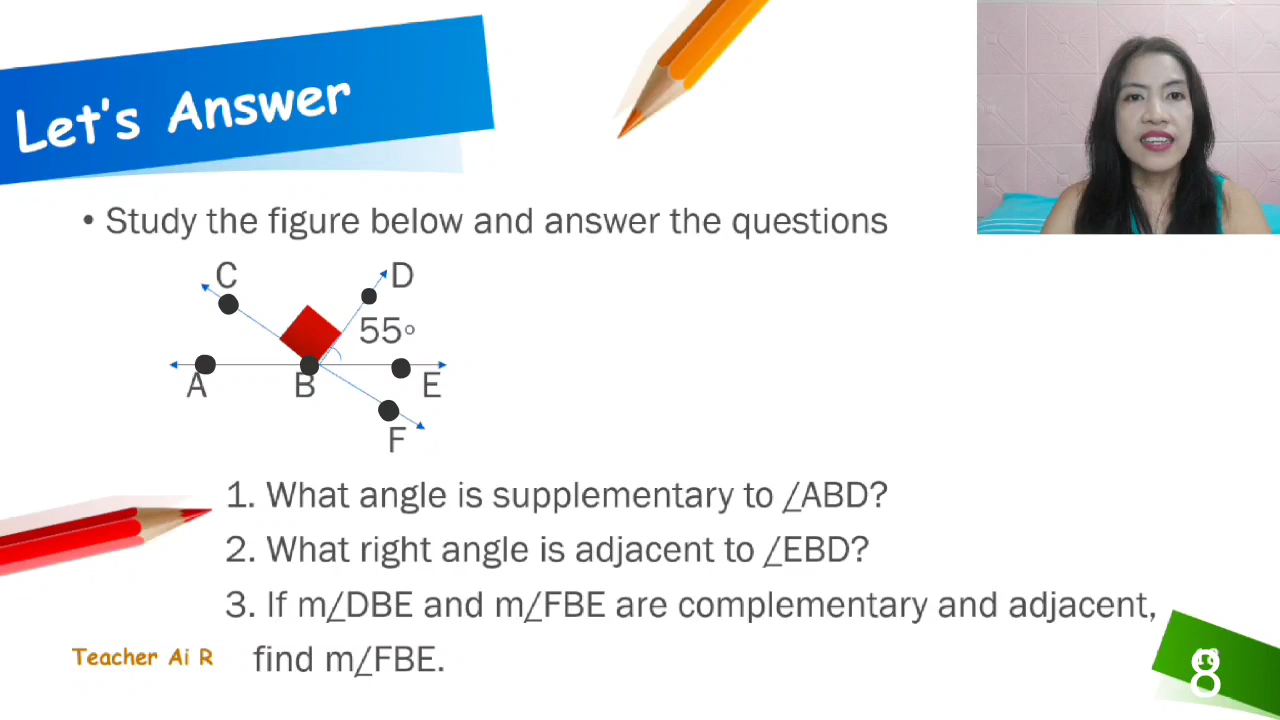 Let's Answer
• Study the figure below and answer the questions
C
D
55°
A
B
E
F
1. What angle is supplementary to ∠ABD?
2. What right angle is adjacent to ∠EBD?
3. If m∠DBE and m∠FBE are complementary and adjacent,
find m∠FBE.
Teacher Ai R
8